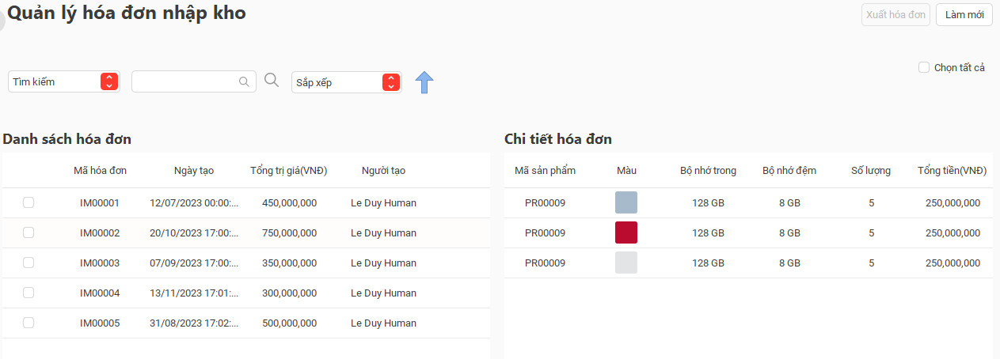 Quản lý hóa đơn nhập kho
Xuất hóa đơn Làm mới
Chọn tất cả
Tìm kiếm Sắp xếp
Danh sách hóa đơn
Mã hóa đơn Ngày tạo Tổng trị giá(VNĐ) Người tạo
IM00001 12/07/2023 00:00:... 450,000,000 Le Duy Human
IM00002 20/10/2023 17:00:... 750,000,000 Le Duy Human
IM00003 07/09/2023 17:00:... 350,000,000 Le Duy Human
IM00004 13/11/2023 17:01:... 300,000,000 Le Duy Human
IM00005 31/08/2023 17:02:... 500,000,000 Le Duy Human
Chi tiết hóa đơn
Mã sản phẩm Màu Bộ nhớ trong Bộ nhớ đệm Số lượng Tổng tiền(VNĐ)
PR00009 128 GB 8 GB 5 250,000,000
PR00009 128 GB 8 GB 5 250,000,000
PR00009 128 GB 8 GB 5 250,000,000